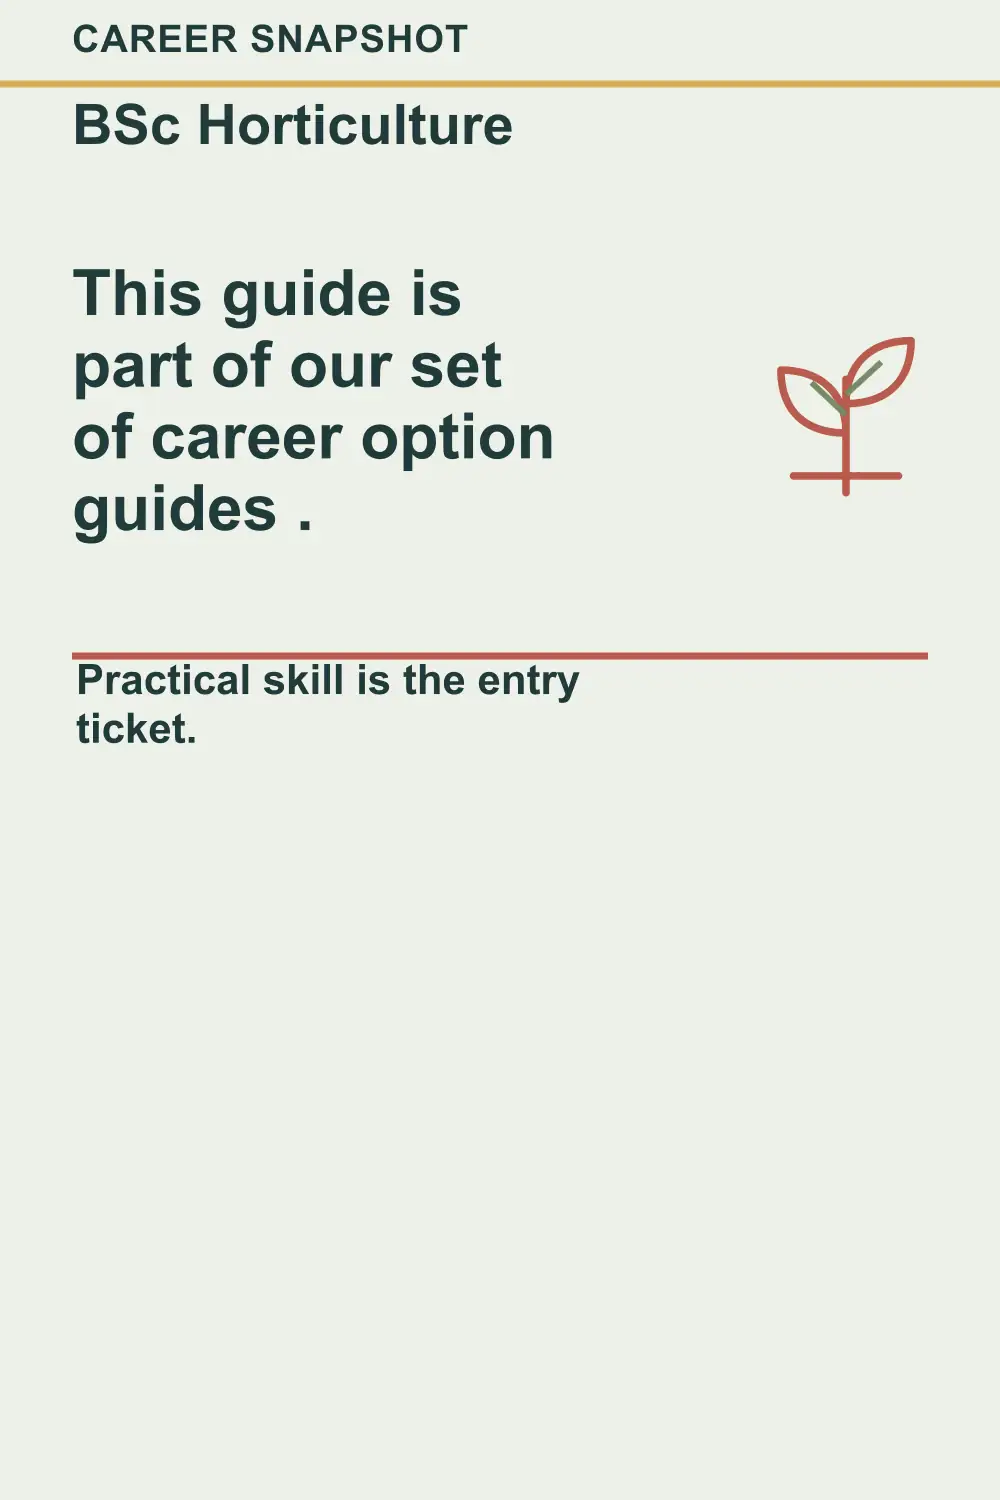 CAREER SNAPSHOT
BSc Horticulture
This guide is
part of our set
of career option
guides .
Practical skill is the entry
ticket.